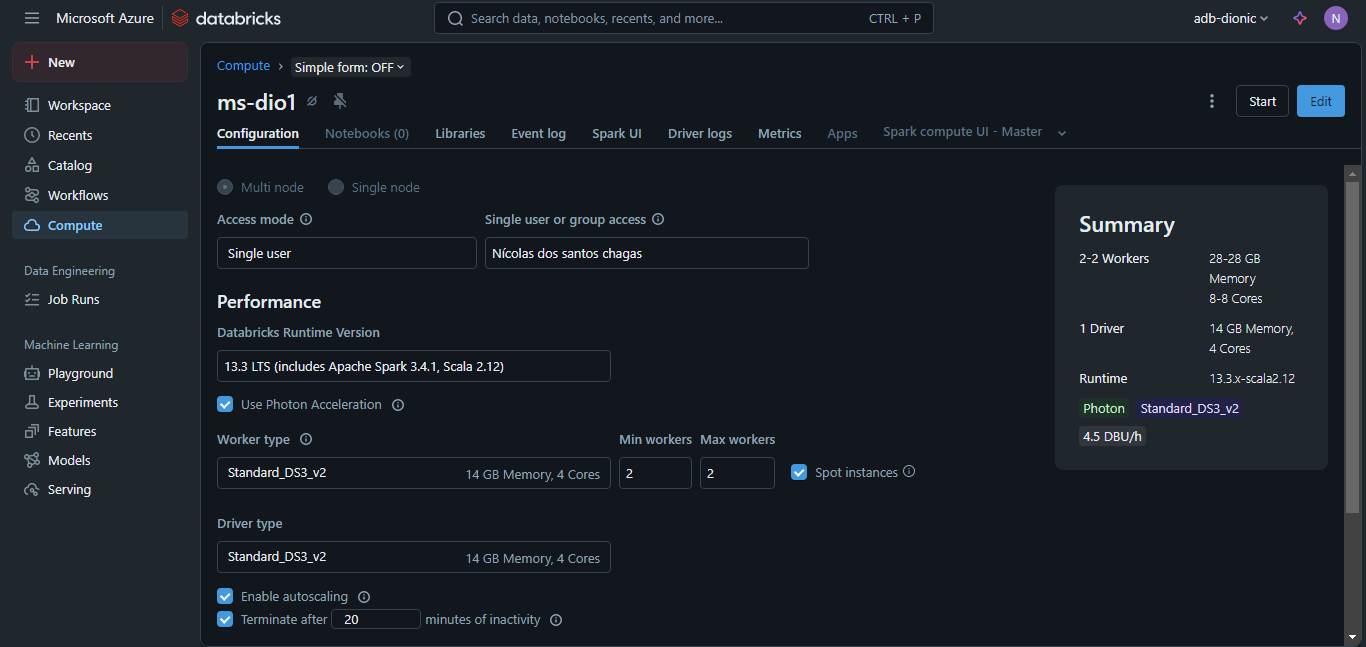 Microsoft Azure databricks Search data, notebooks, recents, and more... CTRL + P adb-dionic N
New
Workspace
Recents
Catalog
Workflows
Compute
Data Engineering
Job Runs
Machine Learning
Playground
Experiments
Features
Models
Serving
Compute › Simple form: OFF
ms-dio1 Start Edit
Configuration Notebooks (0) Libraries Event log Spark UI Driver logs Metrics Apps Spark compute UI - Master
Multi node Single node
Access mode Single user or group access
Single user Nícolas dos santos chagas
Performance
Databricks Runtime Version
13.3 LTS (includes Apache Spark 3.4.1, Scala 2.12)
Use Photon Acceleration
Worker type Min workers Max workers
Standard_DS3_v2 14 GB Memory, 4 Cores 2 2 Spot instances
Driver type
Standard_DS3_v2 14 GB Memory, 4 Cores
Enable autoscaling
Terminate after 20 minutes of inactivity
Summary
2-2 Workers 28-28 GB
Memory
8-8 Cores
1 Driver 14 GB Memory,
4 Cores
Runtime 13.3.x-scala2.12
Photon Standard_DS3_v2
4.5 DBU/h